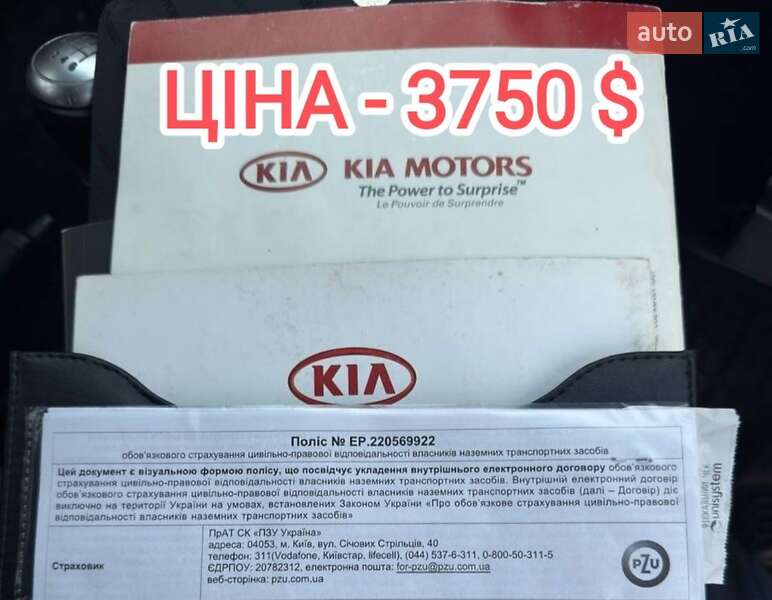 auto RIA.com
ЦІНА - 3750 $
KIA KIA MOTORS
The Power to Surprise™
Le Pouvoir de Surprendre
KIA
Поліс № EP.220569922
обов'язкового страхування цивільно-правової відповідальності власників наземних транспортних засобів
Цей документ є візуальною формою полісу, що посвідчує укладення внутрішнього електронного договору обов'язкового
страхування цивільно-правової відповідальності власників наземних транспортних засобів. Внутрішній електронний договір
обов'язкового страхування цивільно-правової відповідальності власників наземних транспортних засобів (далі – Договір) діє
виключно на території України на умовах, встановлених Законом України «Про обов'язкове страхування цивільно-правової
відповідальності власників наземних транспортних засобів»
Страховик
ПрАТ СК «ПЗУ Україна»
адреса: 04053, м. Київ, вул. Січових Стрільців, 40
телефон: 311(Vodafone, Київстар, lifecell), (044) 537-6-311, 0-800-50-311-5
ЄДРПОУ: 20782312, електронна пошта: for-pzu@pzu.com.ua
веб-сторінка: pzu.com.ua
PZU
ФІСКАЛЬНИЙ ЧЕК
unisystem